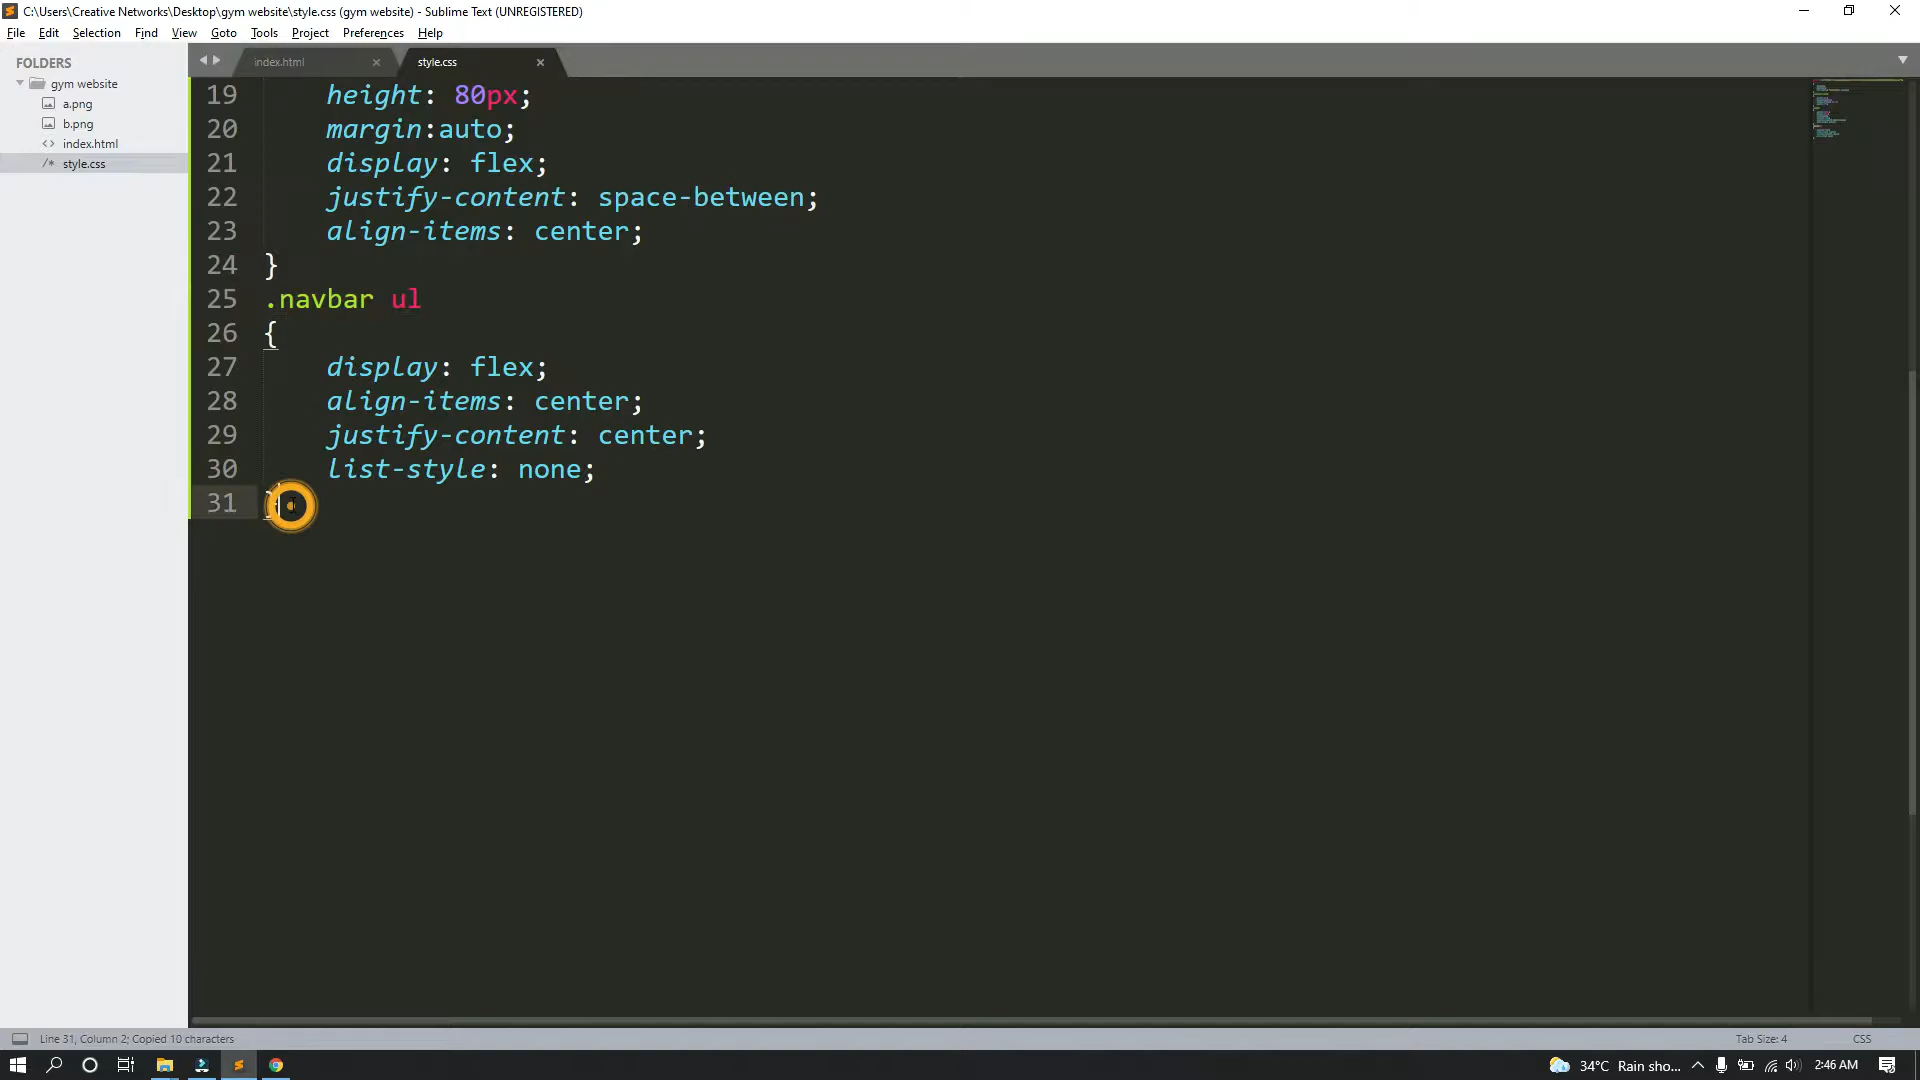 C:\Users\Creative Networks\Desktop\gym website\style.css (gym website) - Sublime Text (UNREGISTERED)
File Edit Selection Find View Goto Tools Project Preferences Help
FOLDERS
gym website
a.png
b.png
index.html
/* style.css
index.html
style.css
19 height: 80px;
20 margin:auto;
21 display: flex;
22 justify-content: space-between;
23 align-items: center;
24 }
25 .navbar ul
26 {
27 display: flex;
28 align-items: center;
29 justify-content: center;
30 list-style: none;
31 }
Line 31, Column 2; Copied 10 characters
Tab Size: 4
CSS
34°C Rain sho...
2:46 AM